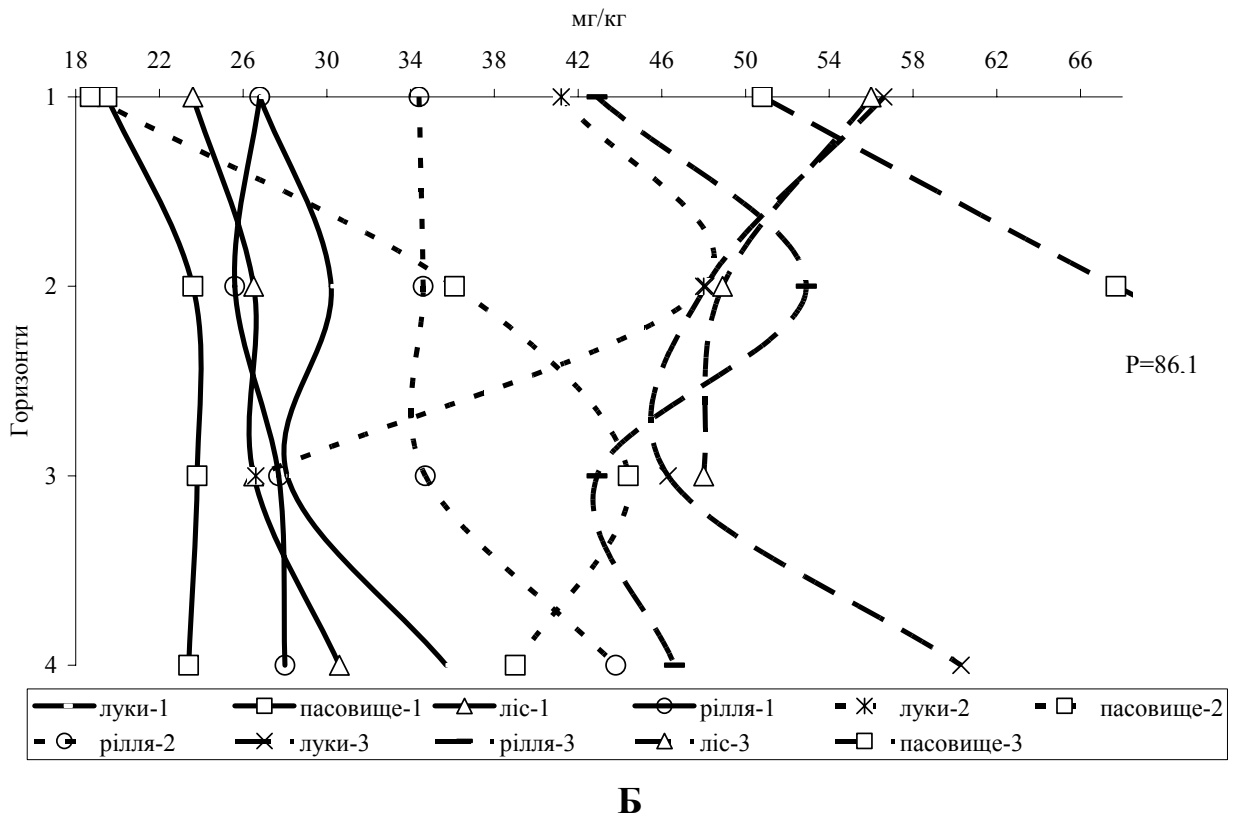 мг/кг
18 22 26 30 34 38 42 46 50 54 58 62 66
1
2
3
4
Горизонти
Р=86.1
луки-1 пасовище-1 ліс-1 рілля-1 луки-2 пасовище-2
рілля-2 луки-3 рілля-3 ліс-3 пасовище-3
Б